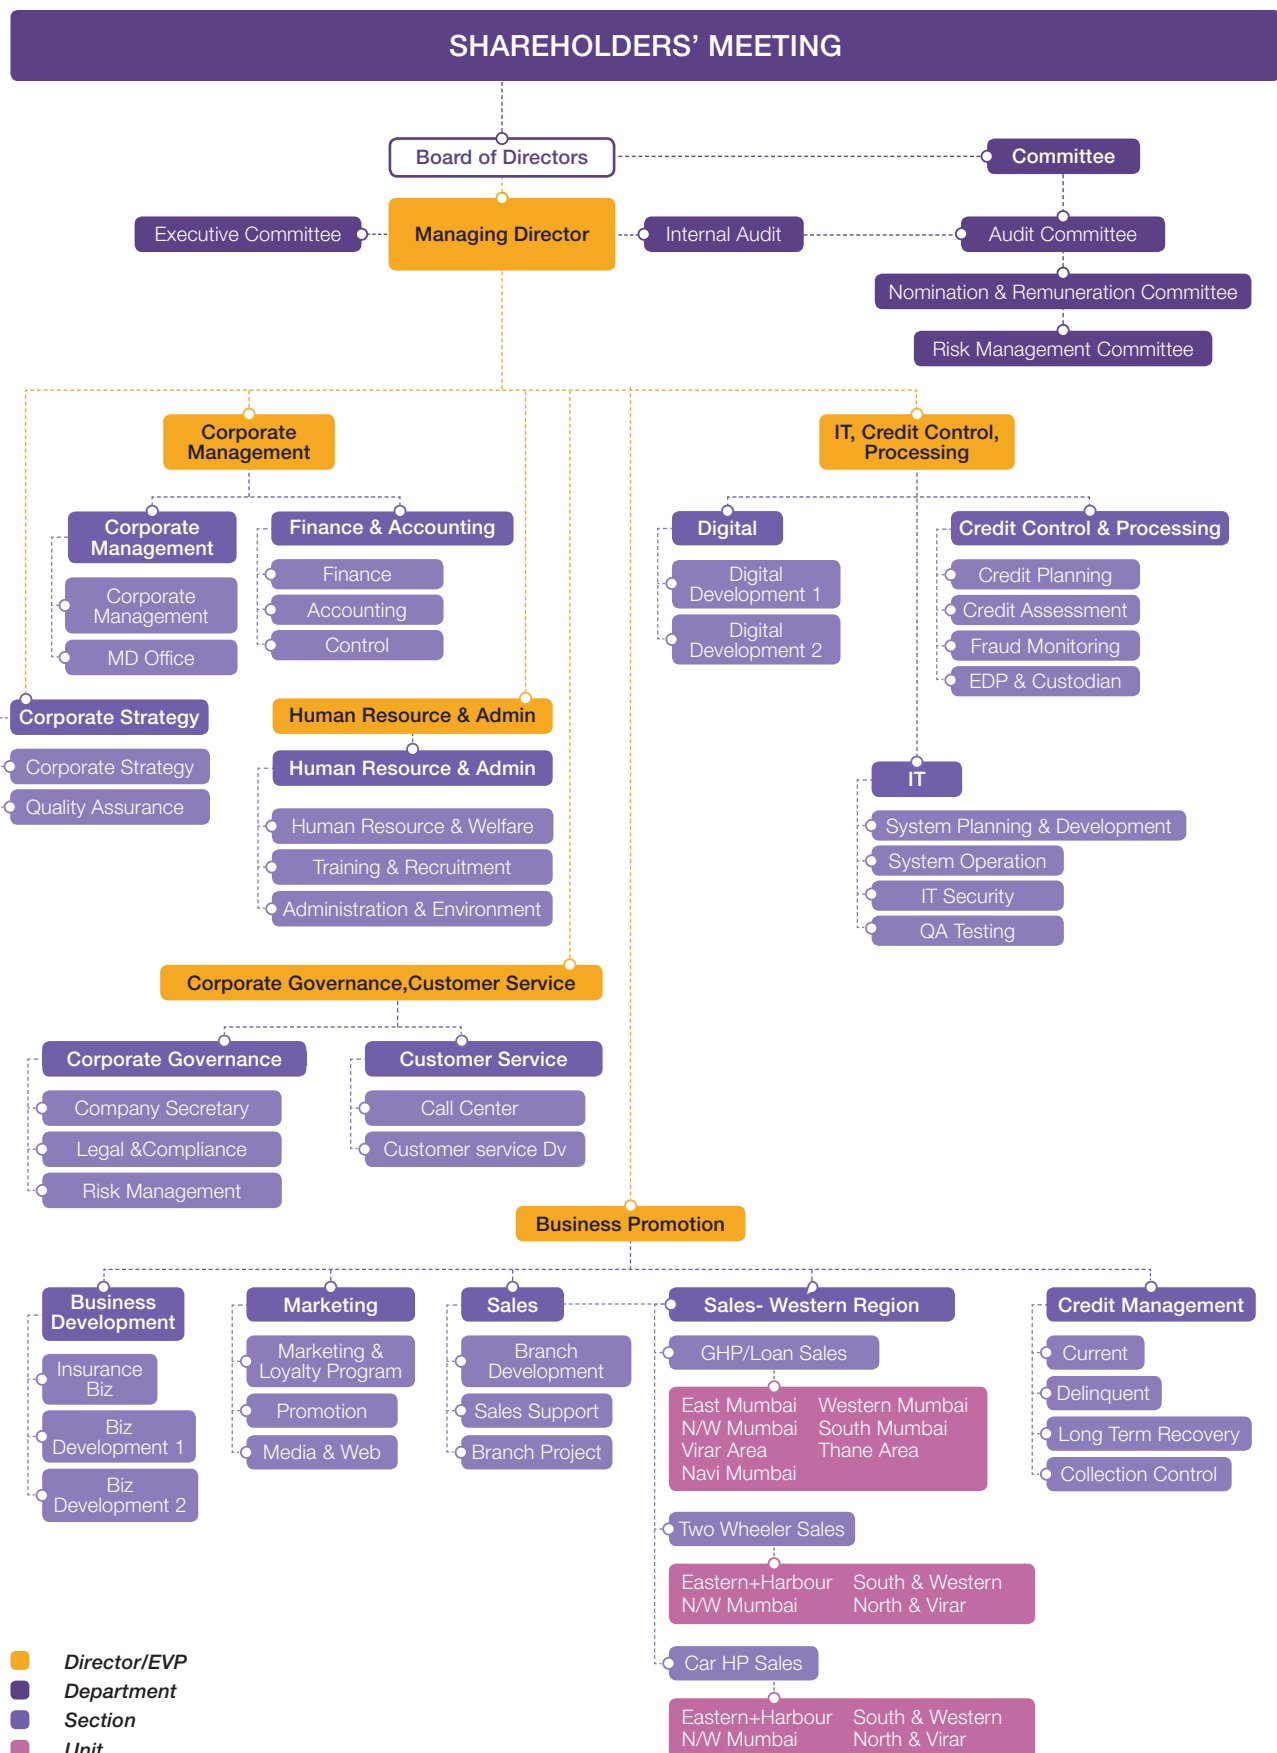 SHAREHOLDERS’ MEETING
Board of Directors
Committee
Executive Committee
Managing Director
Internal Audit
Audit Committee
Nomination & Remuneration Committee
Risk Management Committee
Corporate
Management
IT, Credit Control,
Processing
Corporate
Management
Finance & Accounting
Corporate
Management
MD Office
Finance
Accounting
Control
Digital
Credit Control & Processing
Digital
Development 1
Digital
Development 2
Credit Planning
Credit Assessment
Fraud Monitoring
EDP & Custodian
Corporate Strategy
Corporate Strategy
Quality Assurance
Human Resource & Admin
Human Resource & Admin
Human Resource & Welfare
Training & Recruitment
Administration & Environment
IT
System Planning & Development
System Operation
IT Security
QA Testing
Corporate Governance,Customer Service
Corporate Governance
Customer Service
Company Secretary
Legal &Compliance
Risk Management
Call Center
Customer service Dv
Business Promotion
Business
Development
Marketing
Sales
Sales- Western Region
Credit Management
Insurance
Biz
Biz
Development 1
Biz
Development 2
Marketing &
Loyalty Program
Promotion
Media & Web
Branch
Development
Sales Support
Branch Project
GHP/Loan Sales
East Mumbai Western Mumbai
N/W Mumbai South Mumbai
Virar Area Thane Area
Navi Mumbai
Two Wheeler Sales
Eastern+Harbour South & Western
N/W Mumbai North & Virar
Car HP Sales
Eastern+Harbour South & Western
N/W Mumbai North & Virar
Current
Delinquent
Long Term Recovery
Collection Control
Director/EVP
Department
Section
Unit